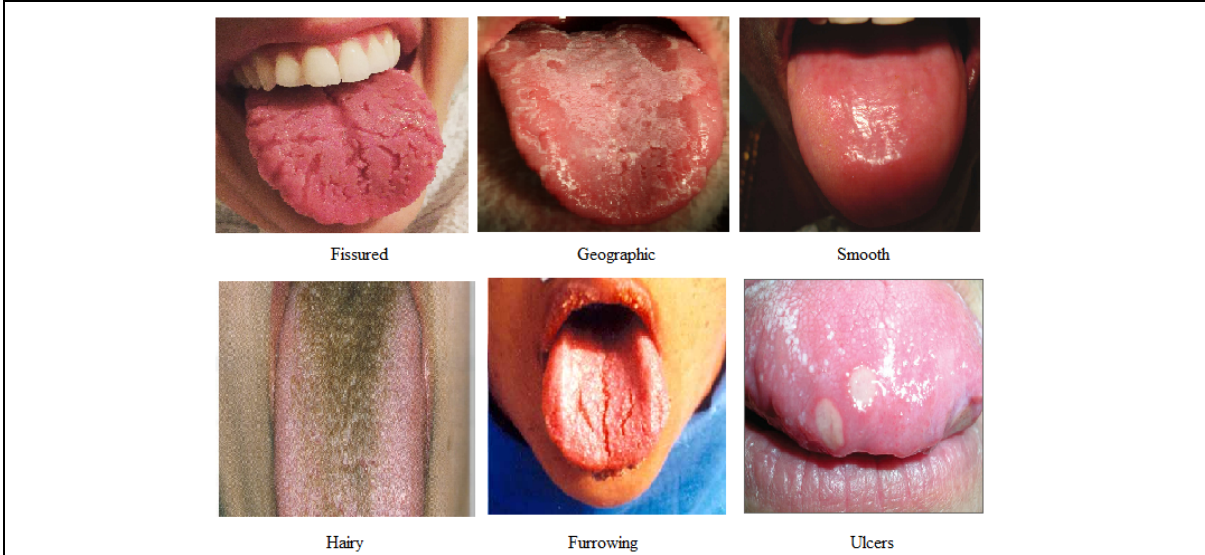 Fissured
Geographic
Smooth
Hairy
Furrowing
Ulcers